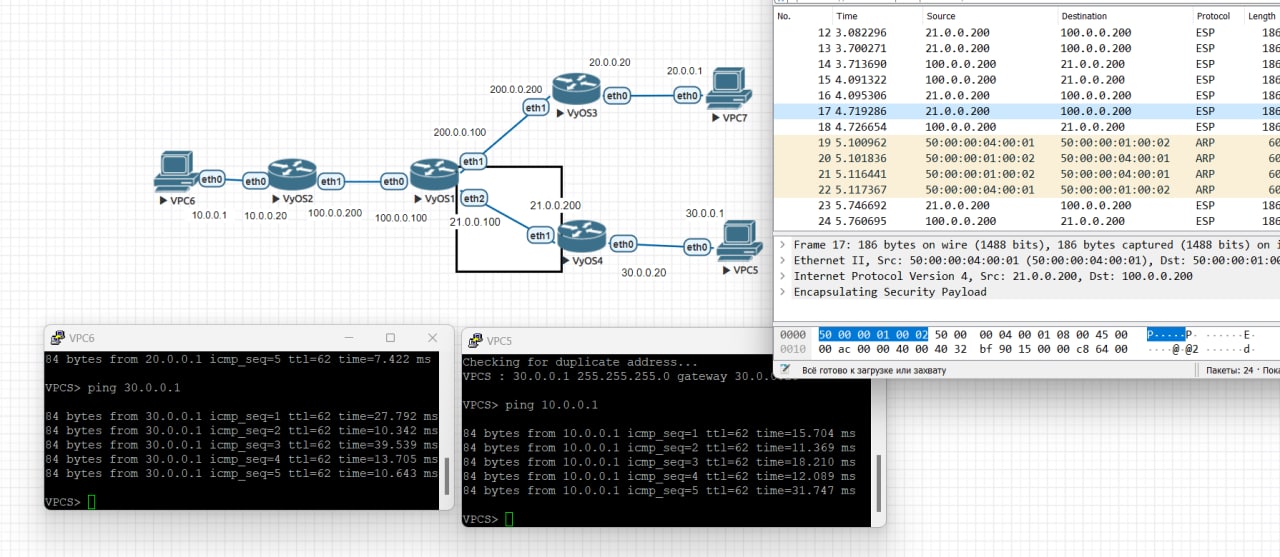 20.0.0.20
20.0.0.1
200.0.0.200
eth0
eth0
eth1
VyOS3
VPC7
200.0.0.100
eth1
eth0
eth0
eth1
eth0
VPC6
VyOS2
VyOS1
eth2
10.0.0.1
10.0.0.20
100.0.0.200
100.0.0.100
21.0.0.100
21.0.0.200
30.0.0.1
eth1
eth0
eth0
VyOS4
VPC5
30.0.0.20
No. Time Source Destination Protocol Length
12 3.082296 21.0.0.200 100.0.0.200 ESP 186
13 3.700271 21.0.0.200 100.0.0.200 ESP 186
14 3.713690 100.0.0.200 21.0.0.200 ESP 186
15 4.091322 100.0.0.200 21.0.0.200 ESP 186
16 4.095306 21.0.0.200 100.0.0.200 ESP 186
17 4.719286 21.0.0.200 100.0.0.200 ESP 186
18 4.726654 100.0.0.200 21.0.0.200 ESP 186
19 5.100962 50:00:00:04:00:01 50:00:00:01:00:02 ARP 60
20 5.101836 50:00:00:01:00:02 50:00:00:04:00:01 ARP 60
21 5.116441 50:00:00:01:00:02 50:00:00:04:00:01 ARP 60
22 5.117367 50:00:00:04:00:01 50:00:00:01:00:02 ARP 60
23 5.746692 21.0.0.200 100.0.0.200 ESP 186
24 5.760695 100.0.0.200 21.0.0.200 ESP 186
Frame 17: 186 bytes on wire (1488 bits), 186 bytes captured (1488 bits) on
Ethernet II, Src: 50:00:00:04:00:01 (50:00:00:04:00:01), Dst: 50:00:00:01:00
Internet Protocol Version 4, Src: 21.0.0.200, Dst: 100.0.0.200
Encapsulating Security Payload
0000 50 00 00 01 00 02 50 00 00 04 00 01 08 00 45 00 P·····P· ······E·
0010 00 ac 00 00 40 00 40 32 bf 90 15 00 00 c8 64 00 ····@·@2 ······d·
Всё готово к загрузке или захвату
Пакеты: 24 ·
VPC6
84 bytes from 20.0.0.1 icmp_seq=5 ttl=62 time=7.422 ms
VPCS> ping 30.0.0.1
84 bytes from 30.0.0.1 icmp_seq=1 ttl=62 time=27.792 ms
84 bytes from 30.0.0.1 icmp_seq=2 ttl=62 time=10.342 ms
84 bytes from 30.0.0.1 icmp_seq=3 ttl=62 time=39.539 ms
84 bytes from 30.0.0.1 icmp_seq=4 ttl=62 time=13.705 ms
84 bytes from 30.0.0.1 icmp_seq=5 ttl=62 time=10.643 ms
VPCS>
VPC5
Checking for duplicate address...
VPCS : 30.0.0.1 255.255.255.0 gateway 30.0.
VPCS> ping 10.0.0.1
84 bytes from 10.0.0.1 icmp_seq=1 ttl=62 time=15.704 ms
84 bytes from 10.0.0.1 icmp_seq=2 ttl=62 time=11.369 ms
84 bytes from 10.0.0.1 icmp_seq=3 ttl=62 time=18.210 ms
84 bytes from 10.0.0.1 icmp_seq=4 ttl=62 time=12.089 ms
84 bytes from 10.0.0.1 icmp_seq=5 ttl=62 time=31.747 ms
VPCS>